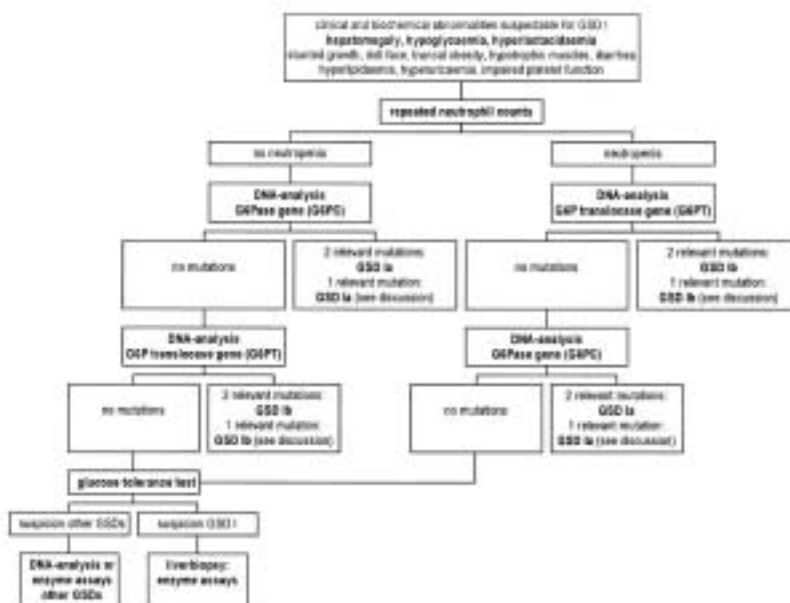 clinical and biochemical abnormalities suspectable for GSD I
hepatomegaly, hypoglycaemia, hyperlactacidaemia
stunted growth, doll face, truncal obesity, hypotrophic muscles, diarrhea
hyperlipidaemia, hyperuricaemia, impaired platelet function
repeated neutrophil counts
no neutropenia
neutropenia
DNA-analysis
G6Pase gene (G6PC)
DNA-analysis
G6P translocase gene (G6PT)
no mutations
2 relevant mutations:
GSD Ia
1 relevant mutation:
GSD Ia (see discussion)
no mutations
2 relevant mutations:
GSD Ib
1 relevant mutation:
GSD Ib (see discussion)
DNA-analysis
G6P translocase gene (G6PT)
DNA-analysis
G6Pase gene (G6PC)
no mutations
2 relevant mutations:
GSD Ib
1 relevant mutation:
GSD Ib (see discussion)
no mutations
2 relevant mutations:
GSD Ia
1 relevant mutation:
GSD Ia (see discussion)
glucose tolerance test
suspicion other GSDs
suspicion GSD I
DNA-analysis or
enzyme assays
other GSDs
liverbiopsy:
enzyme assays